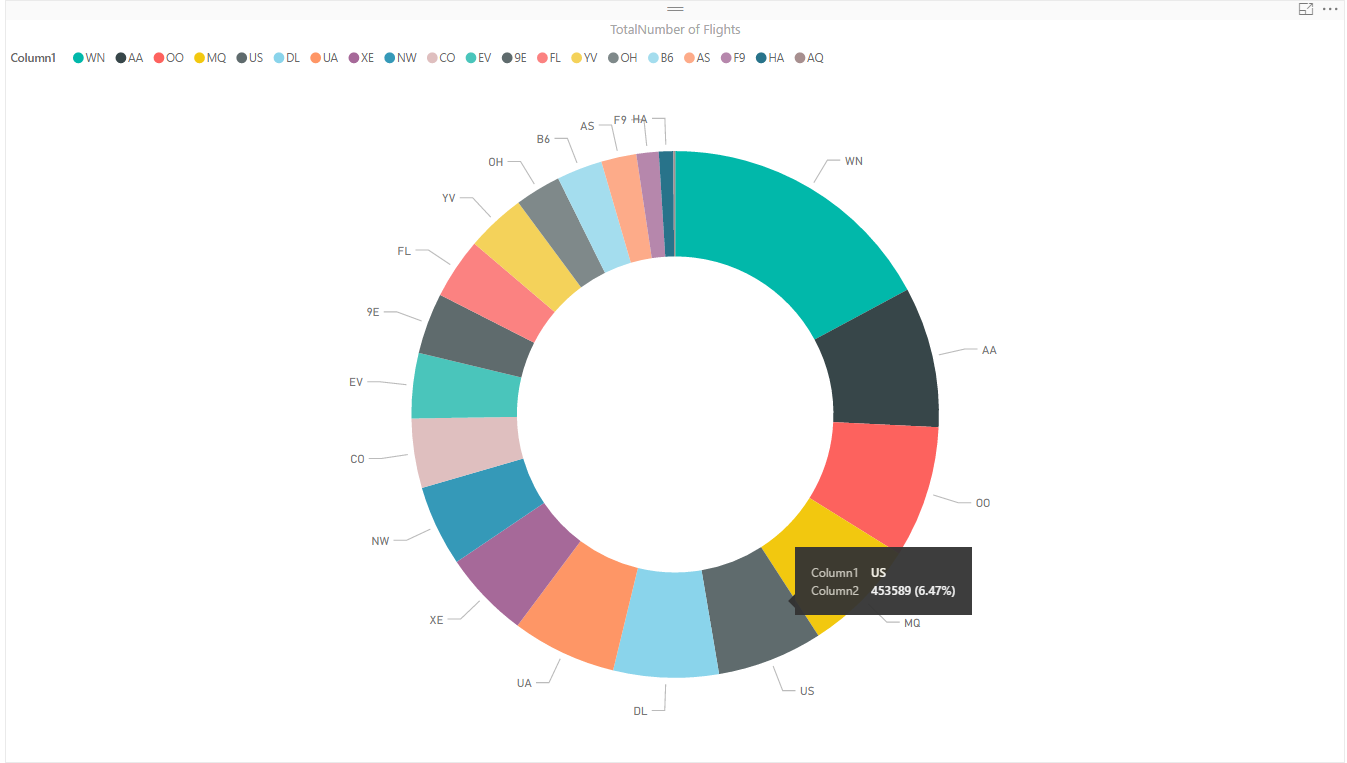 TotalNumber of Flights
Column1 WN AA OO MQ US DL UA XE NW CO EV 9E FL YV OH B6 AS F9 HA AQ
F9 HA
AS
B6
OH
WN
YV
FL
9E
AA
EV
CO
OO
NW
Column1 US
Column2 453589 (6.47%)
XE
MQ
UA
US
DL